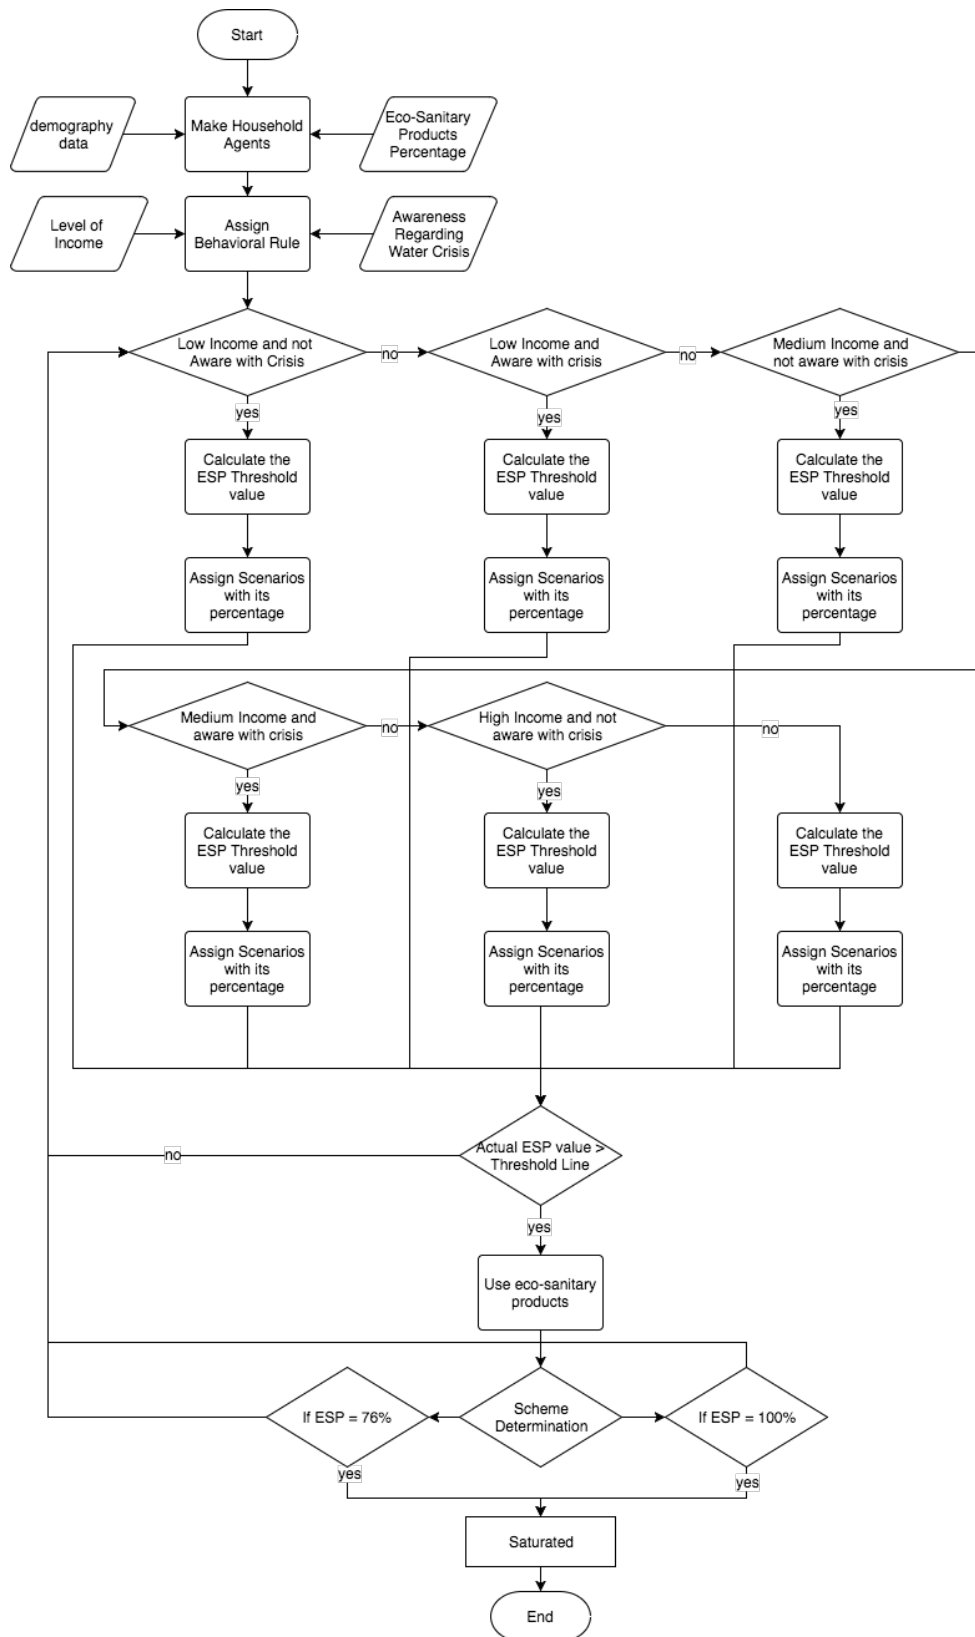 Start
demography
data
Make Household
Agents
Eco-Sanitary
Products
Percentage
Level of
Income
Assign
Behavioral Rule
Awareness
Regarding
Water Crisis
Low Income and not
Aware with Crisis
no
Low Income and
Aware with crisis
no
Medium Income and
not aware with crisis
yes
yes
yes
Calculate the
ESP Threshold
value
Calculate the
ESP Threshold
value
Calculate the
ESP Threshold
value
Assign Scenarios
with its
percentage
Assign Scenarios
with its
percentage
Assign Scenarios
with its
percentage
Medium Income and
aware with crisis
no
High Income and not
aware with crisis
no
yes
yes
Calculate the
ESP Threshold
value
Calculate the
ESP Threshold
value
Calculate the
ESP Threshold
value
Assign Scenarios
with its
percentage
Assign Scenarios
with its
percentage
Assign Scenarios
with its
percentage
no
Actual ESP value >
Threshold Line
yes
Use eco-sanitary
products
If ESP = 76%
Scheme
Determination
If ESP = 100%
yes
yes
Saturated
End